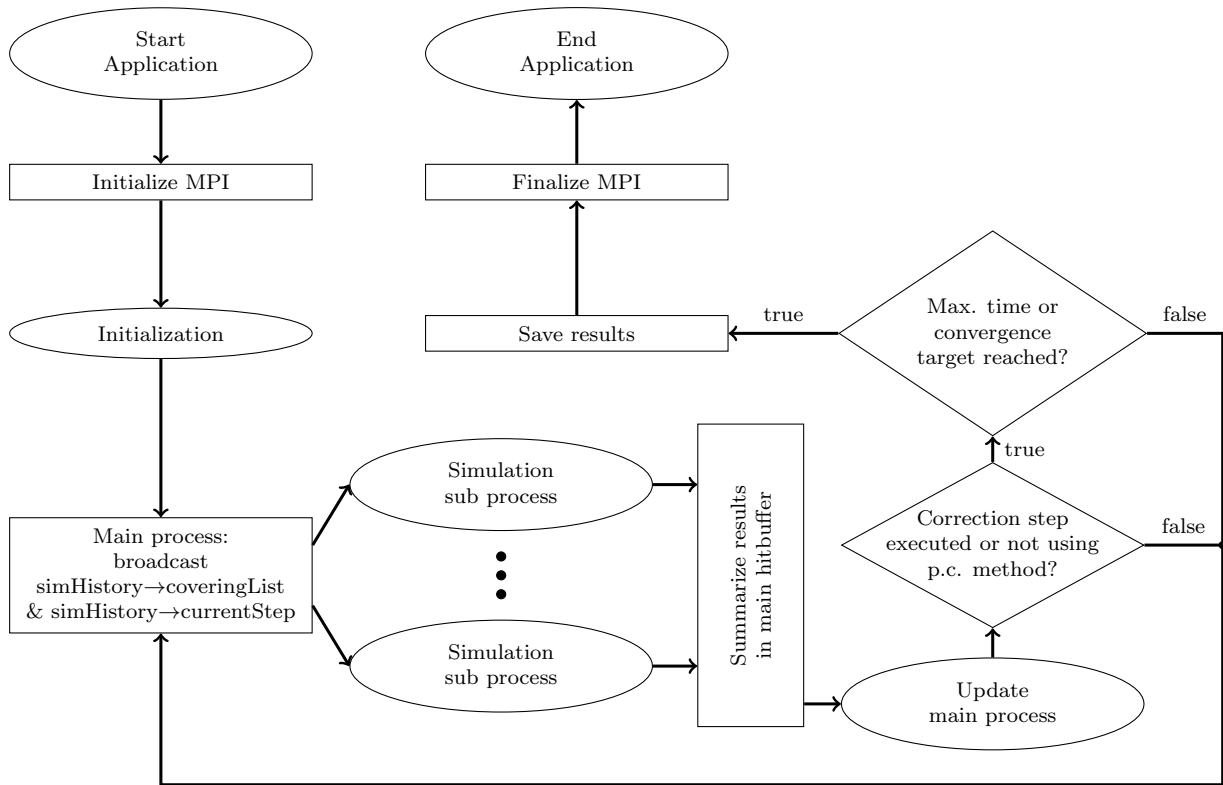 Start
Application
End
Application
Initialize MPI
Finalize MPI
Initialization
Save results
true
Max. time or
convergence
target reached?
false
true
Main process:
broadcast
simHistory→coveringList
& simHistory→currentStep
Simulation
sub process
Simulation
sub process
Summarize results
in main hitbuffer
Correction step
executed or not using
p.c. method?
false
Update
main process